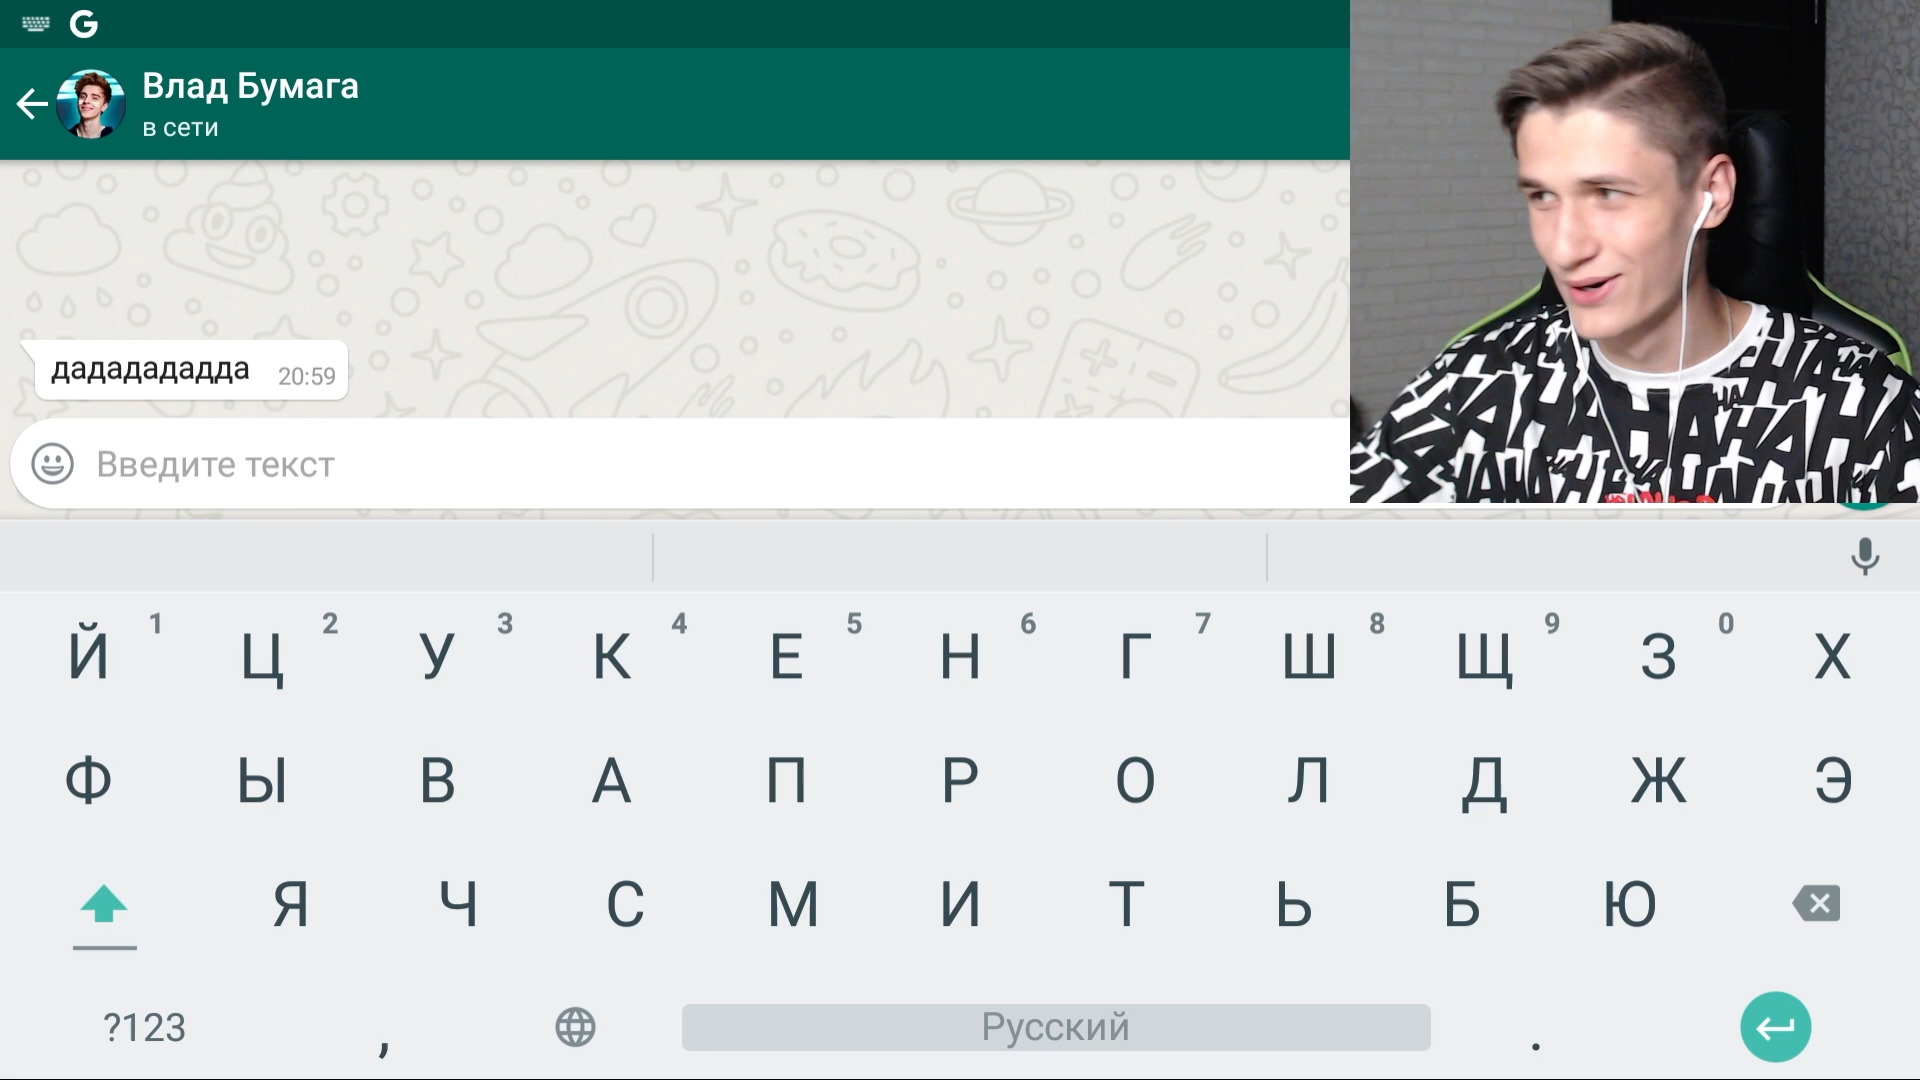 G
Влад Бумага
в сети
дададададда 20:59
Введите текст
1 2 3 4 5 6 7 8 9 0
Й Ц У К Е Н Г Ш Щ З Х
Ф Ы В А П Р О Л Д Ж Э
Я Ч С М И Т Ь Б Ю
?123 , Русский .